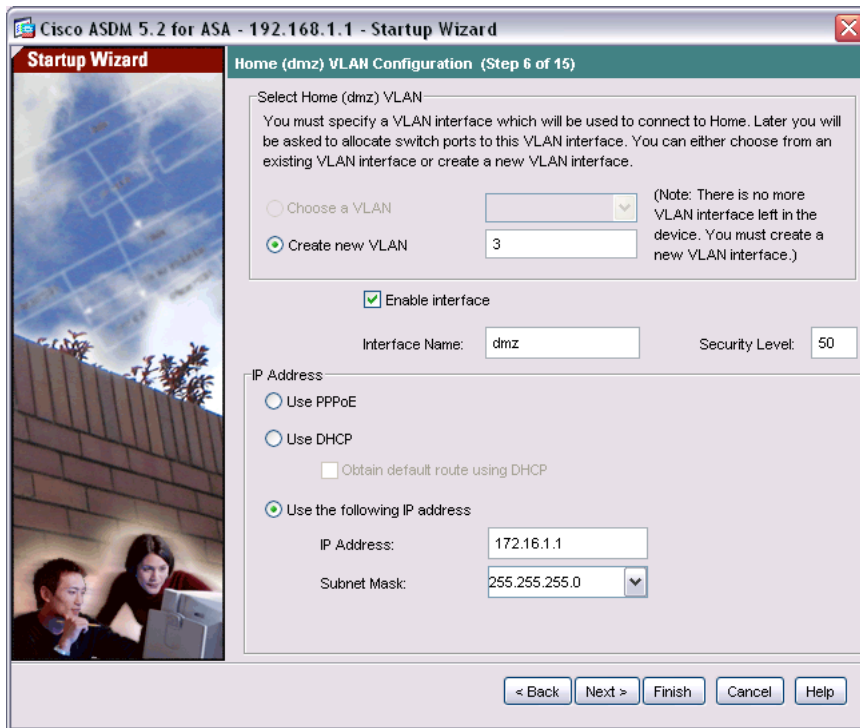 Cisco ASDM 5.2 for ASA - 192.168.1.1 - Startup Wizard
Startup Wizard
Home (dmz) VLAN Configuration (Step 6 of 15)
Select Home (dmz) VLAN
You must specify a VLAN interface which will be used to connect to Home. Later you will
be asked to allocate switch ports to this VLAN interface. You can either choose from an
existing VLAN interface or create a new VLAN interface.
Choose a VLAN
Create new VLAN
3
(Note: There is no more
VLAN interface left in the
device. You must create a
new VLAN interface.)
Enable interface
Interface Name:
dmz
Security Level:
50
IP Address
Use PPPoE
Use DHCP
Obtain default route using DHCP
Use the following IP address
IP Address:
172.16.1.1
Subnet Mask:
255.255.255.0
< Back
Next >
Finish
Cancel
Help